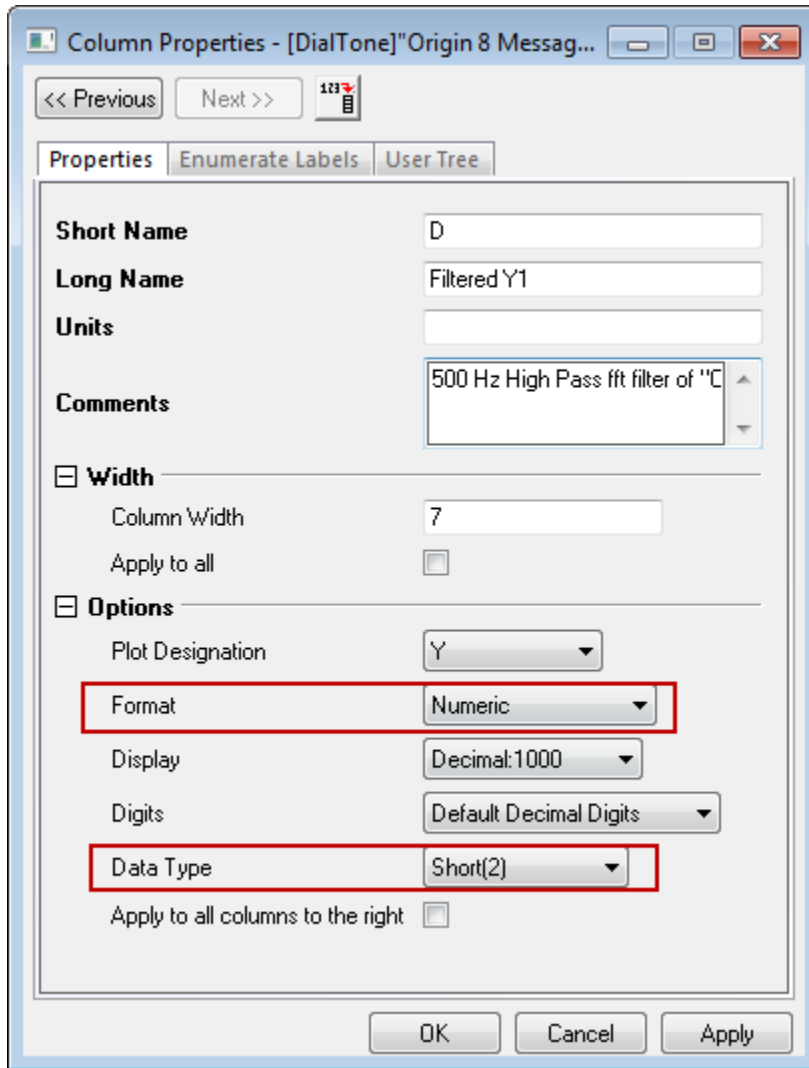 Column Properties - [DialTone]"Origin 8 Messag...
<< Previous Next >> 123
Properties Enumerate Labels User Tree
Short Name D
Long Name Filtered Y1
Units
Comments 500 Hz High Pass fft filter of "C
Width
Column Width 7
Apply to all
Options
Plot Designation Y
Format Numeric
Display Decimal:1000
Digits Default Decimal Digits
Data Type Short(2)
Apply to all columns to the right
OK Cancel Apply